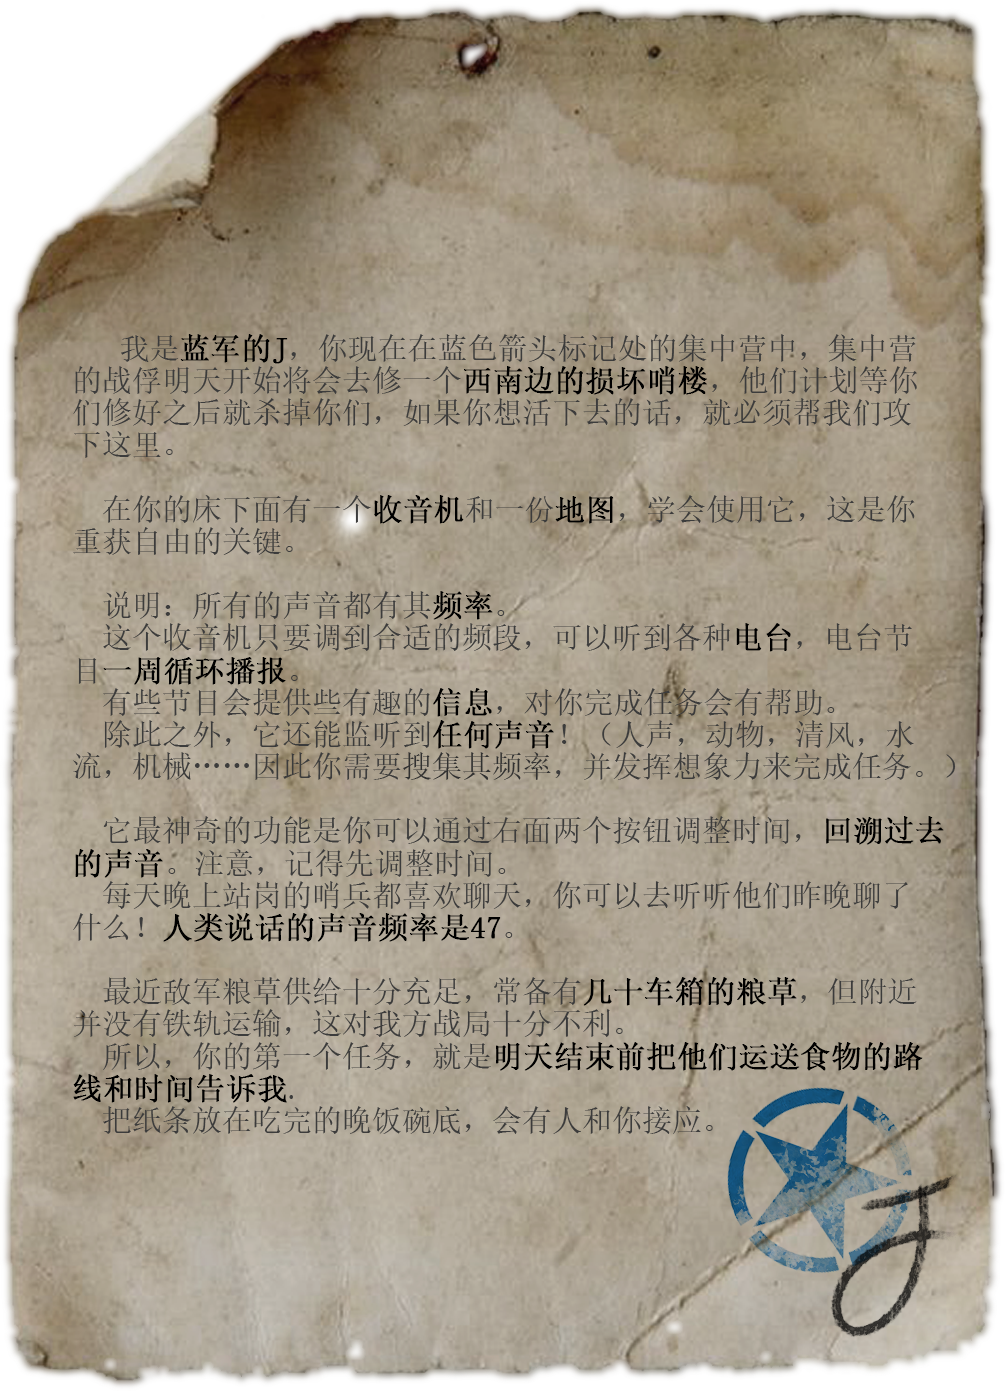 我是蓝军的J，你现在在蓝色箭头标记处的集中营中，集中营
的战俘明天开始将会去修一个西南边的损坏哨楼，他们计划等你
们修好之后就杀掉你们，如果你想活下去的话，就必须帮我们攻
下这里。
在你的床下面有一个收音机和一份地图，学会使用它，这是你
重获自由的关键。
说明：所有的声音都有其频率。
这个收音机只要调到合适的频段，可以听到各种电台，电台节
目一周循环播报。
有些节目会提供些有趣的信息，对你完成任务会有帮助。
除此之外，它还能监听到任何声音！（人声，动物，清风，水
流，机械……因此你需要搜集其频率，并发挥想象力来完成任务。）
它最神奇的功能是你可以通过右面两个按钮调整时间，回溯过去
的声音。注意，记得先调整时间。
每天晚上站岗的哨兵都喜欢聊天，你可以去听听他们昨晚聊了
什么！人类说话的声音频率是47。
最近敌军粮草供给十分充足，常备有几十车箱的粮草，但附近
并没有铁轨运输，这对我方战局十分不利。
所以，你的第一个任务，就是明天结束前把他们运送食物的路
线和时间告诉我.
把纸条放在吃完的晚饭碗底，会有人和你接应。
J